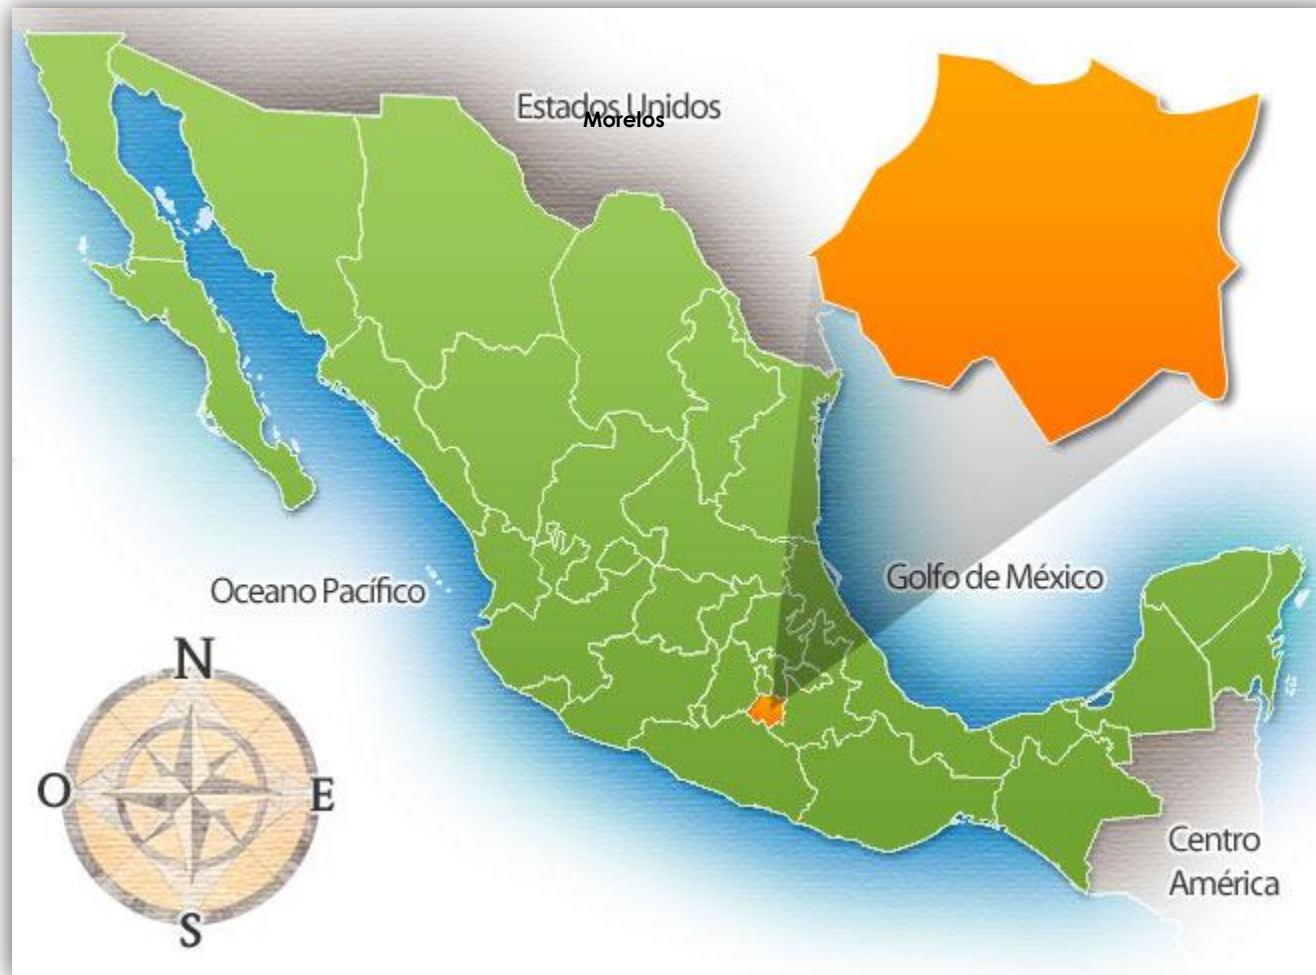 Estados Unidos
Morelos
Golfo de México
Oceano Pacífico
N
O
E
S
Centro
América